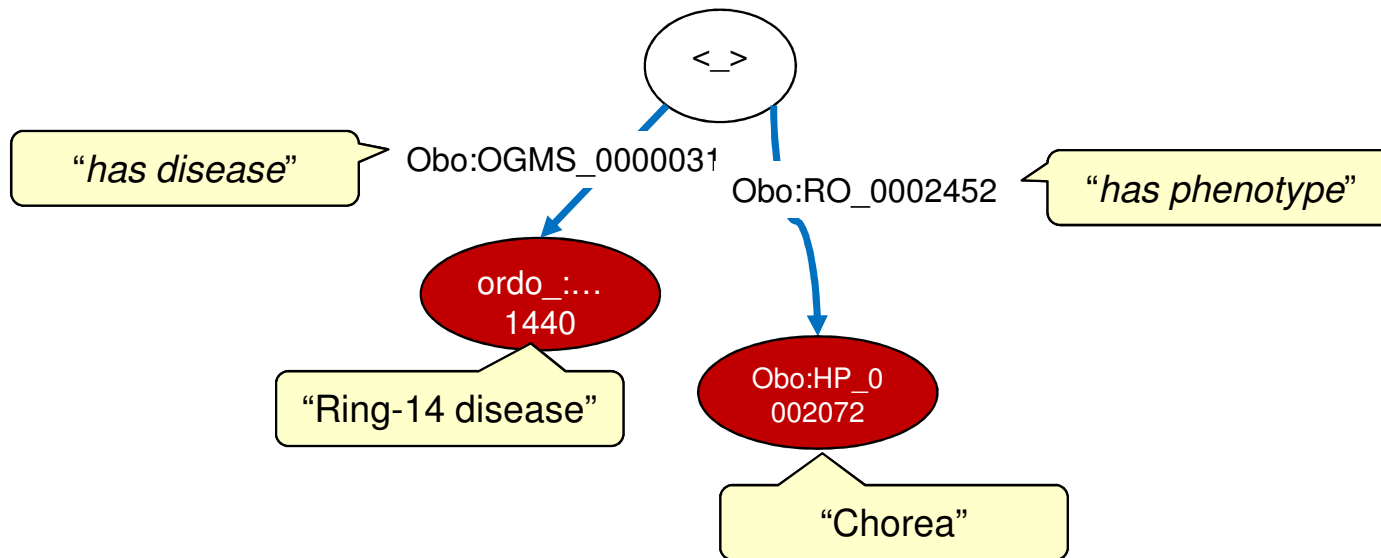 <_>
“has disease”
Obo:OGMS_0000031
Obo:RO_0002452
“has phenotype”
ordo_:…
1440
“Ring-14 disease”
Obo:HP_0
002072
“Chorea”